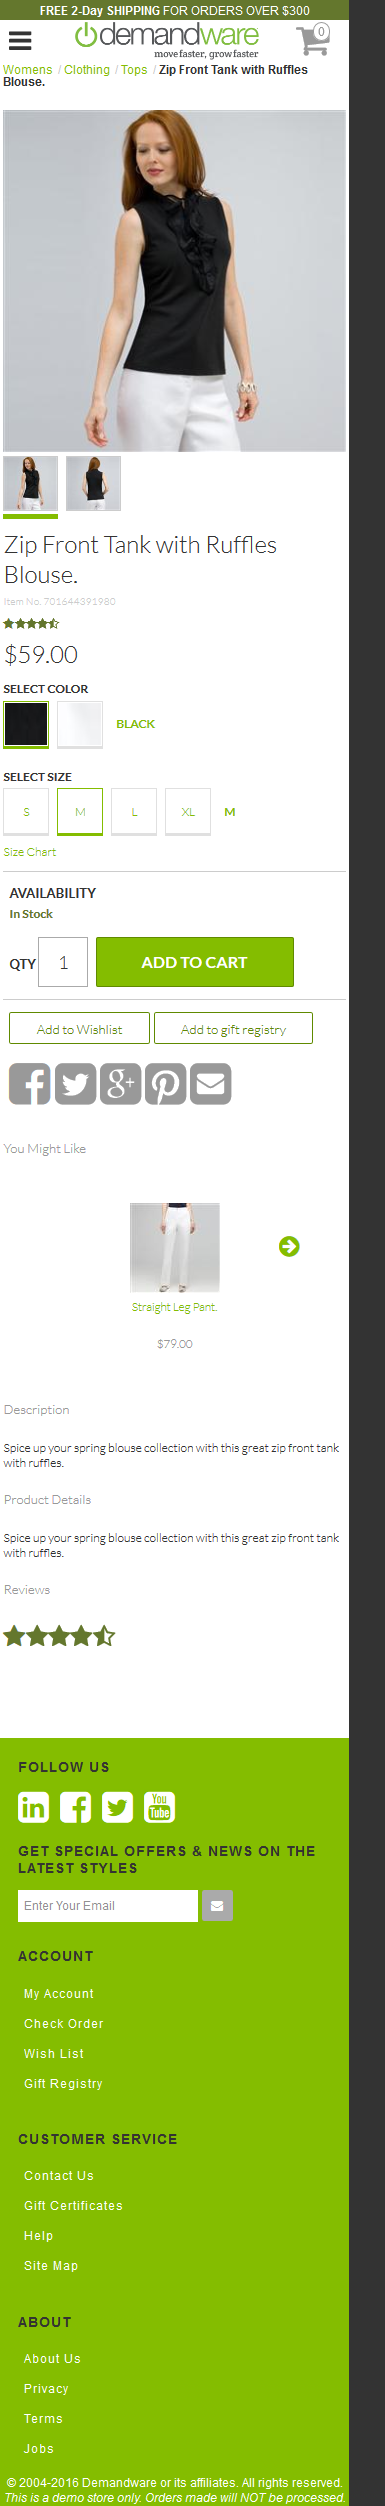 FREE 2-Day SHIPPING FOR ORDERS OVER $300
demandware
move faster, grow faster
0
Womens / Clothing / Tops / Zip Front Tank with Ruffles
Blouse.
Zip Front Tank with Ruffles
Blouse.
Item No. 701644391980
$59.00
SELECT COLOR
BLACK
SELECT SIZE
S M L XL M
Size Chart
AVAILABILITY
In Stock
QTY 1 ADD TO CART
Add to Wishlist Add to gift registry
You Might Like
Straight Leg Pant.
$79.00
Description
Spice up your spring blouse collection with this great zip front tank
with ruffles.
Product Details
Spice up your spring blouse collection with this great zip front tank
with ruffles.
Reviews
FOLLOW US
in You Tube
GET SPECIAL OFFERS & NEWS ON THE
LATEST STYLES
Enter Your Email
ACCOUNT
My Account
Check Order
Wish List
Gift Registry
CUSTOMER SERVICE
Contact Us
Gift Certificates
Help
Site Map
ABOUT
About Us
Privacy
Terms
Jobs
© 2004-2016 Demandware or its affiliates. All rights reserved.
This is a demo store only. Orders made will NOT be processed.